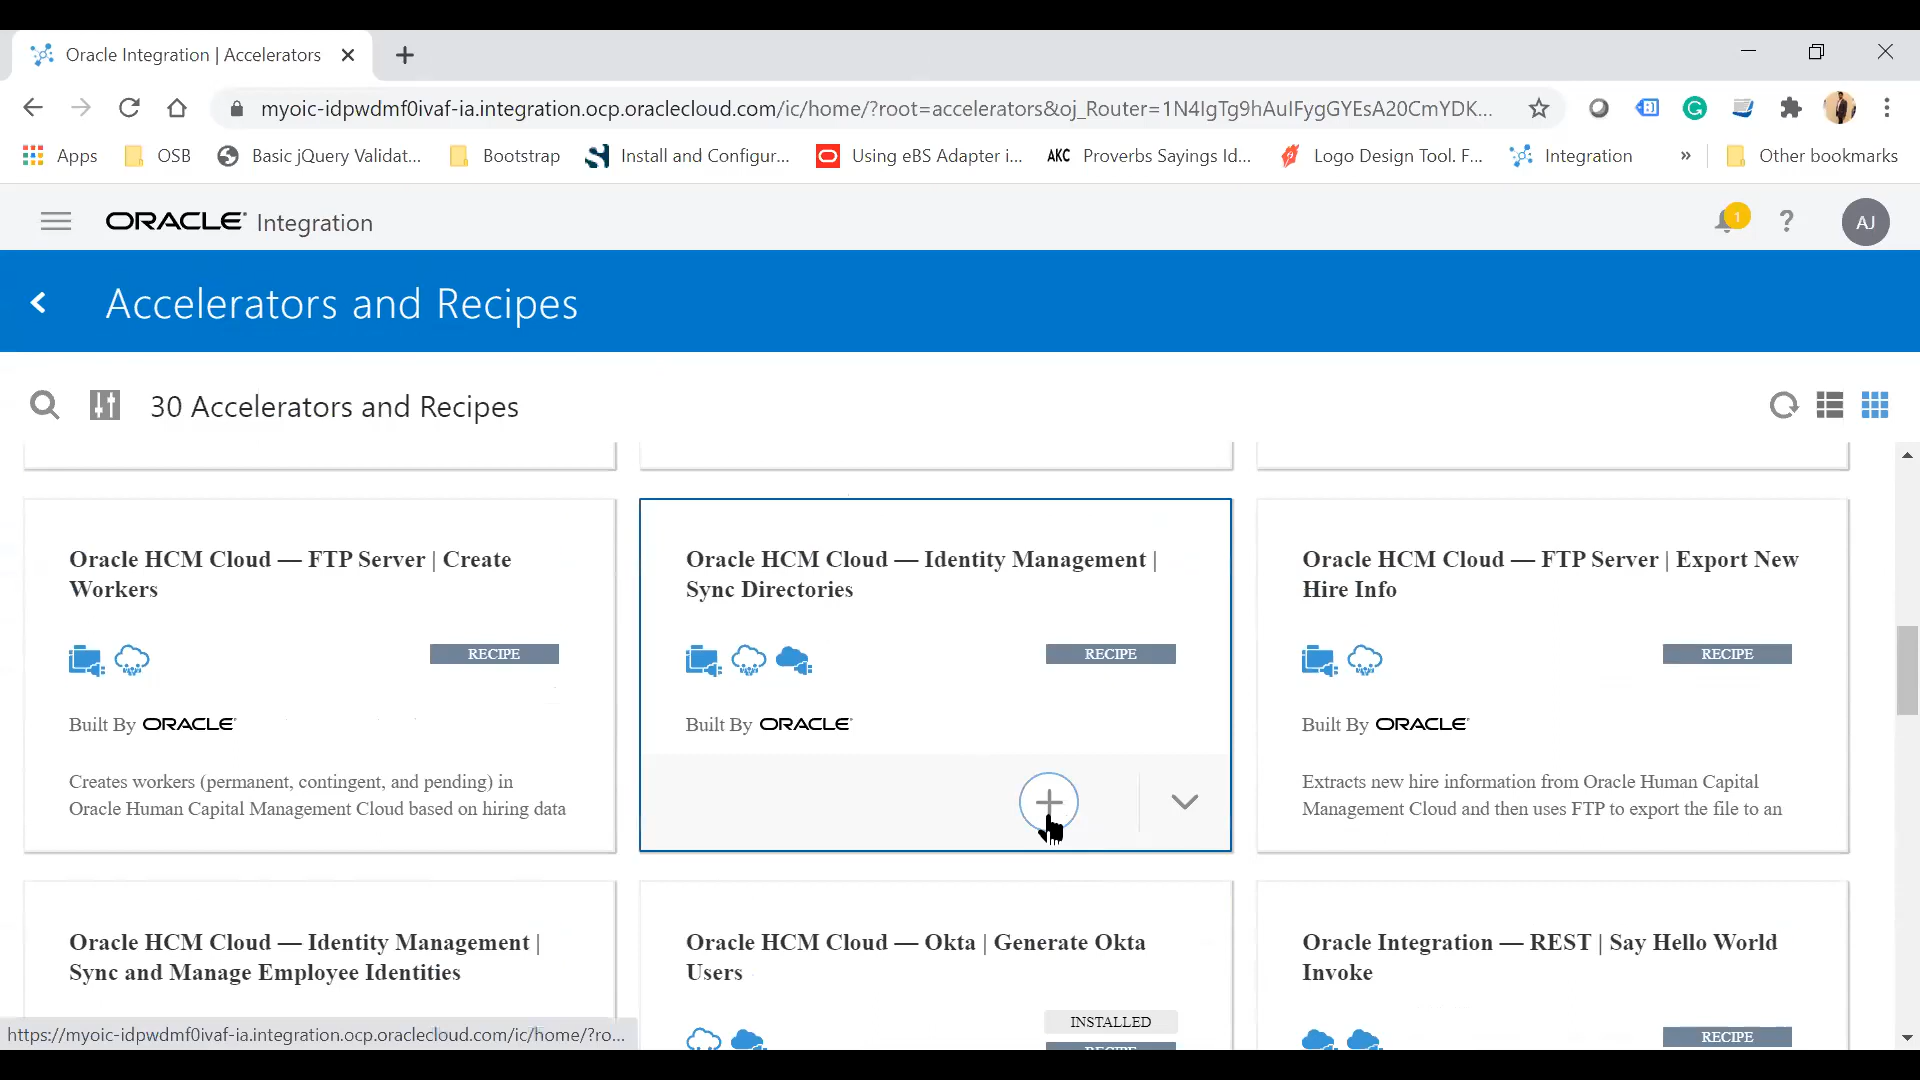 Oracle Integration | Accelerators
myoic-idpwdmf0ivaf-ia.integration.ocp.oraclecloud.com/ic/home/?root=accelerators&oj_Router=1N4IgTg9hAuIFygGYEsA20CmYDK...
Apps OSB Basic jQuery Validat... Bootstrap Install and Configur... Using eBS Adapter i... AKC Proverbs Sayings Id... Logo Design Tool. F... Integration » Other bookmarks
ORACLE Integration 1 ? AJ
Accelerators and Recipes
30 Accelerators and Recipes
Oracle HCM Cloud — FTP Server | Create
Workers
RECIPE
Built By ORACLE
Creates workers (permanent, contingent, and pending) in
Oracle Human Capital Management Cloud based on hiring data
Oracle HCM Cloud — Identity Management |
Sync Directories
RECIPE
Built By ORACLE
Oracle HCM Cloud — FTP Server | Export New
Hire Info
RECIPE
Built By ORACLE
Extracts new hire information from Oracle Human Capital
Management Cloud and then uses FTP to export the file to an
Oracle HCM Cloud — Identity Management |
Sync and Manage Employee Identities
Oracle HCM Cloud — Okta | Generate Okta
Users
INSTALLED
RECIPE
Oracle Integration — REST | Say Hello World
Invoke
RECIPE
https://myoic-idpwdmf0ivaf-ia.integration.ocp.oraclecloud.com/ic/home/?ro...